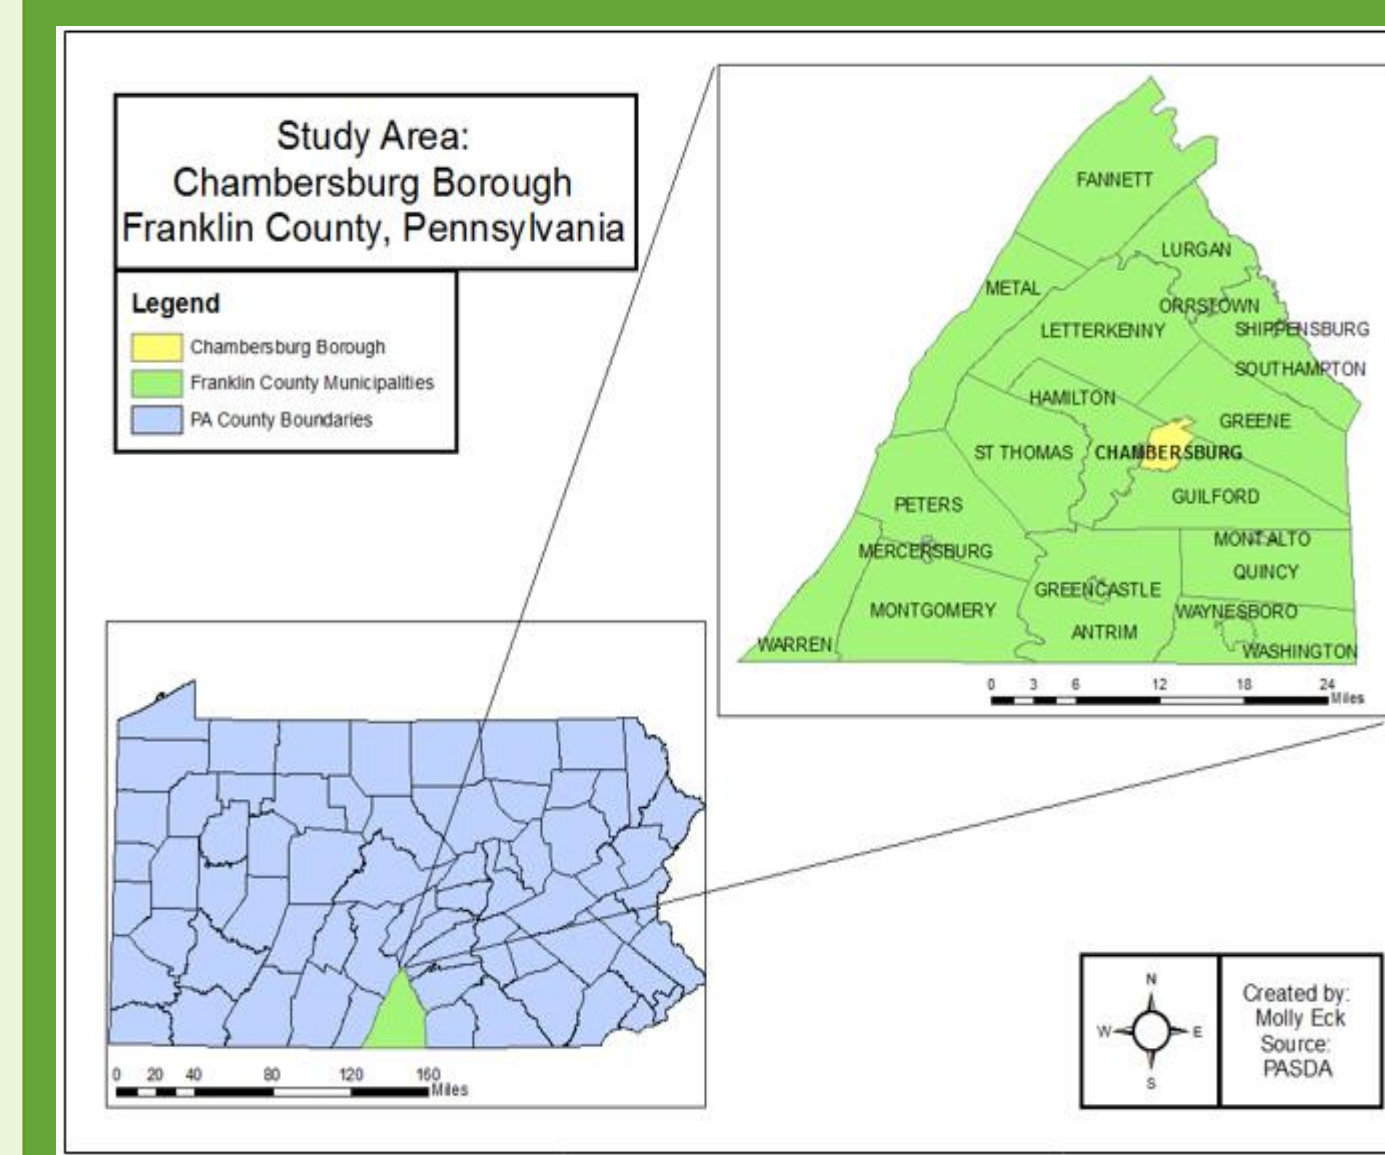 Study Area:
Chambersburg Borough
Franklin County, Pennsylvania
Legend
Chambersburg Borough
Franklin County Municipalities
PA County Boundaries
FANNETT
LURGAN
METAL
ORRSTOWN
LETTERKENNY
SHIPPENSBURG
SOUTHAMPTON
HAMILTON
GREENE
ST THOMAS
CHAMBERSBURG
GUILFORD
PETERS
MONT ALTO
MERCERSBURG
QUINCY
GREENCASTLE
MONTGOMERY
WAYNESBORO
ANTRIM
WARREN
WASHINGTON
0 3 6 12 18 24
Miles
0 20 40 80 120 160
Miles
N
W E
S
Created by:
Molly Eck
Source:
PASDA